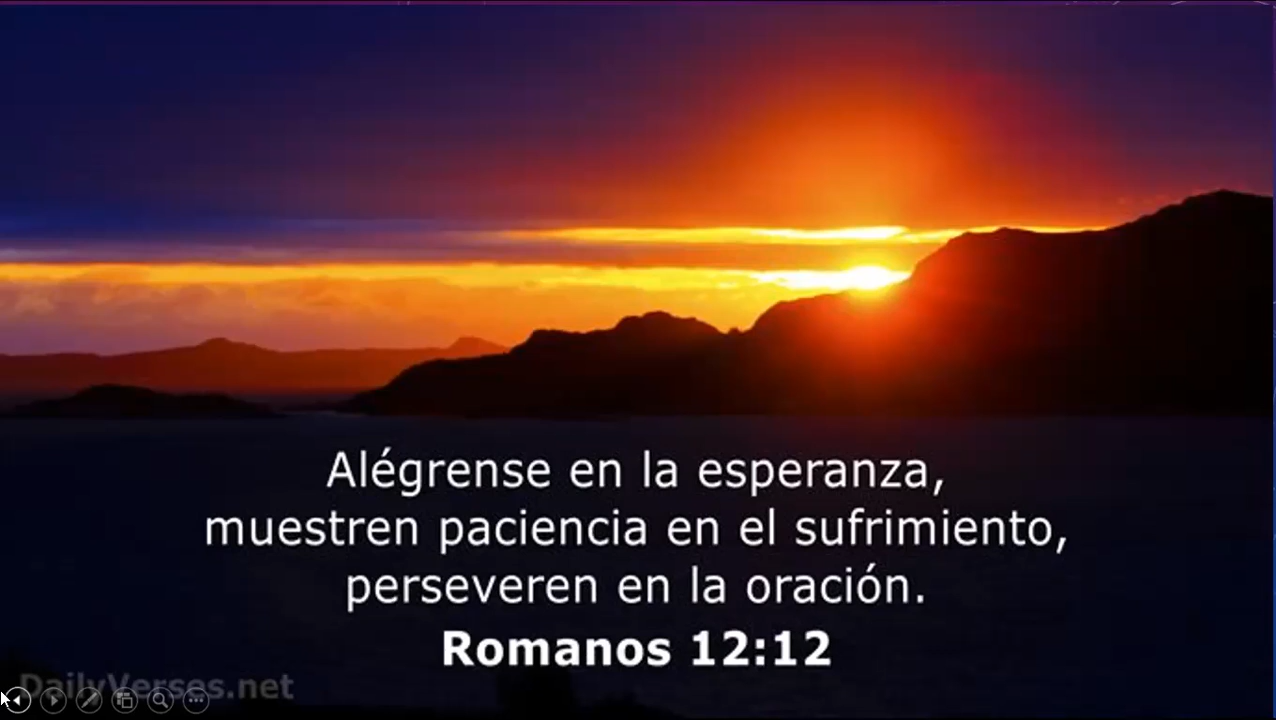 Alégrense en la esperanza,
muestren paciencia en el sufrimiento,
perseveren en la oración.
Romanos 12:12
DailyVerses.net